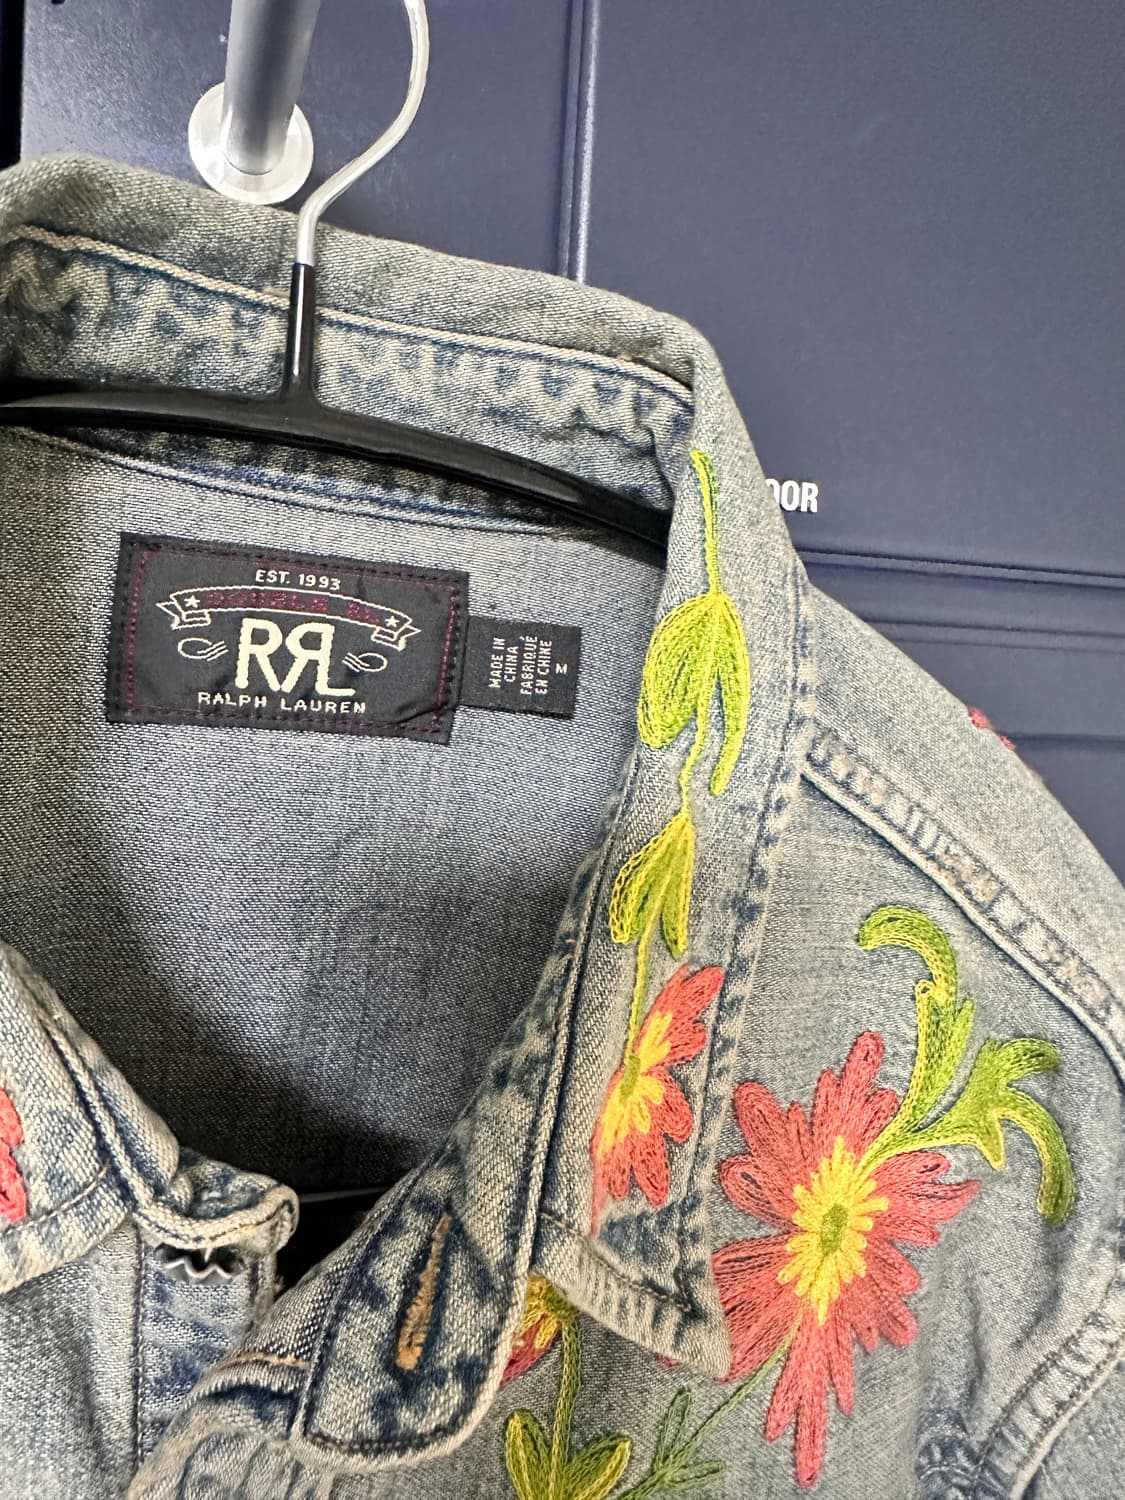 EST. 1993
RRL
RALPH LAUREN
MADE IN
CHINA
FABRIQUÉ
EN CHINE
M
OOR